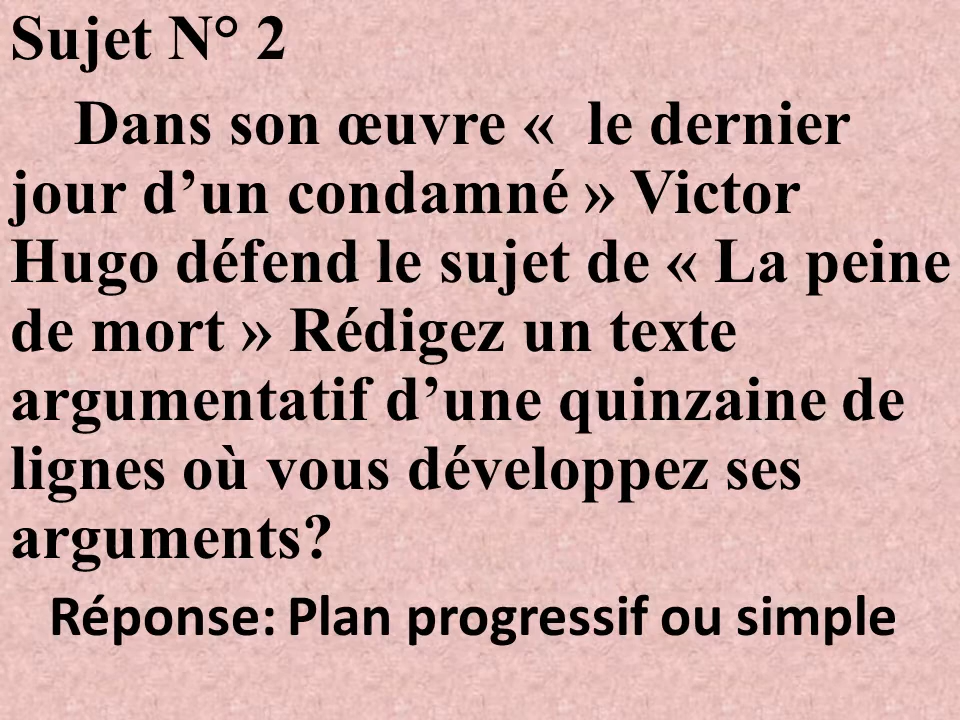 Sujet N° 2
Dans son œuvre «  le dernier
jour d’un condamné » Victor
Hugo défend le sujet de « La peine
de mort » Rédigez un texte
argumentatif d’une quinzaine de
lignes où vous développez ses
arguments?
Réponse: Plan progressif ou simple